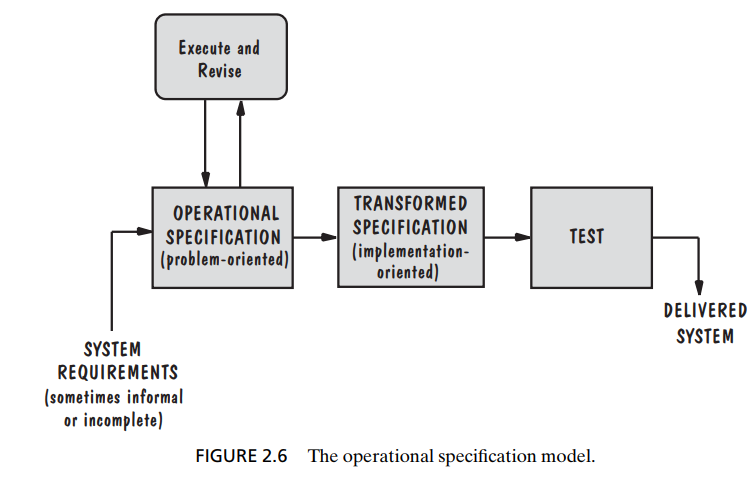 Execute and
Revise
OPERATIONAL
SPECIFICATION
(problem-oriented)
TRANSFORMED
SPECIFICATION
(implementation-
oriented)
TEST
DELIVERED
SYSTEM
SYSTEM
REQUIREMENTS
(sometimes informal
or incomplete)
FIGURE 2.6 The operational specification model.